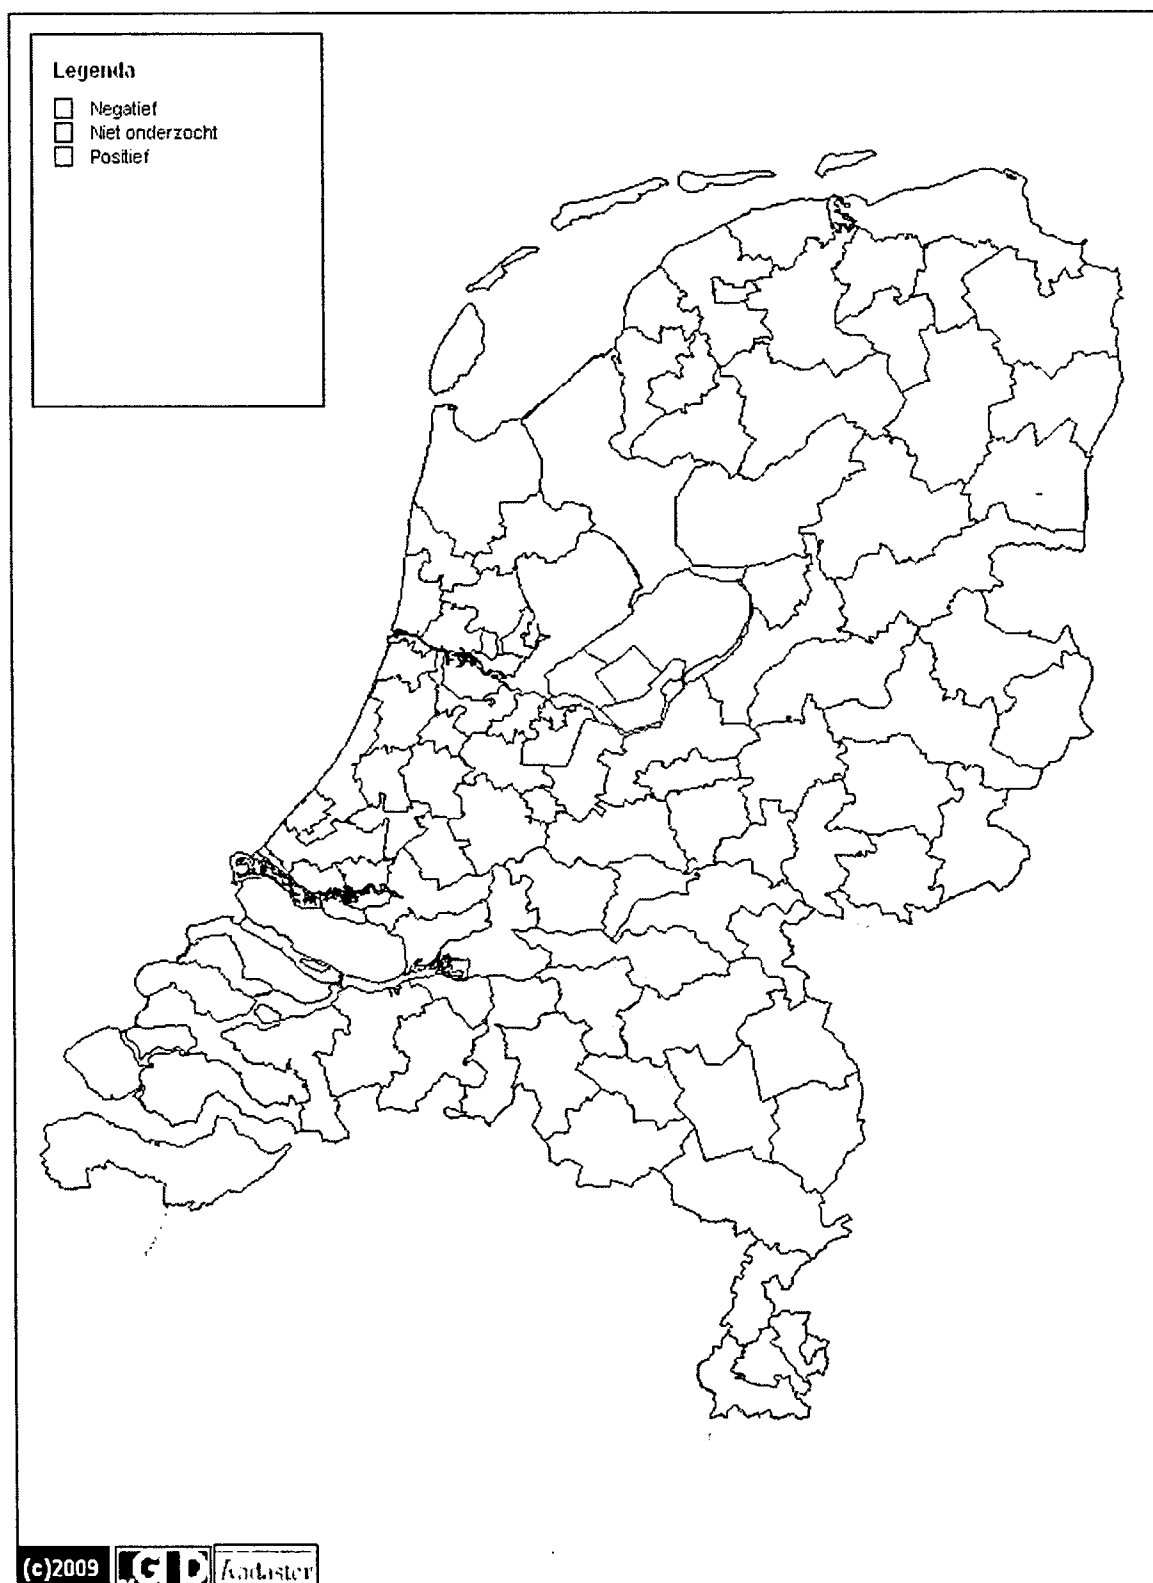 Legenda
Negatief
Niet onderzocht
Positief
(c)2009 GD Kadaster